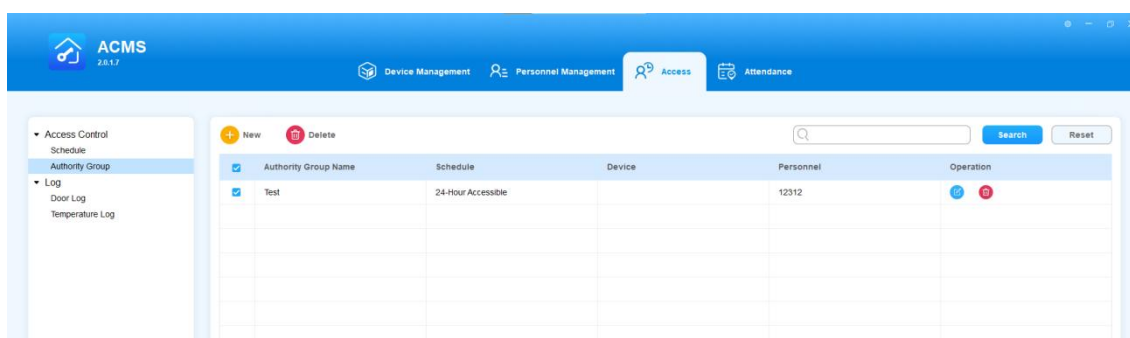 ACMS
2.0.1.7
Device Management Personnel Management Access Attendance
Access Control
Schedule
Authority Group
Log
Door Log
Temperature Log
New Delete Search Reset
Authority Group Name Schedule Device Personnel Operation
Test 24-Hour Accessible 12312